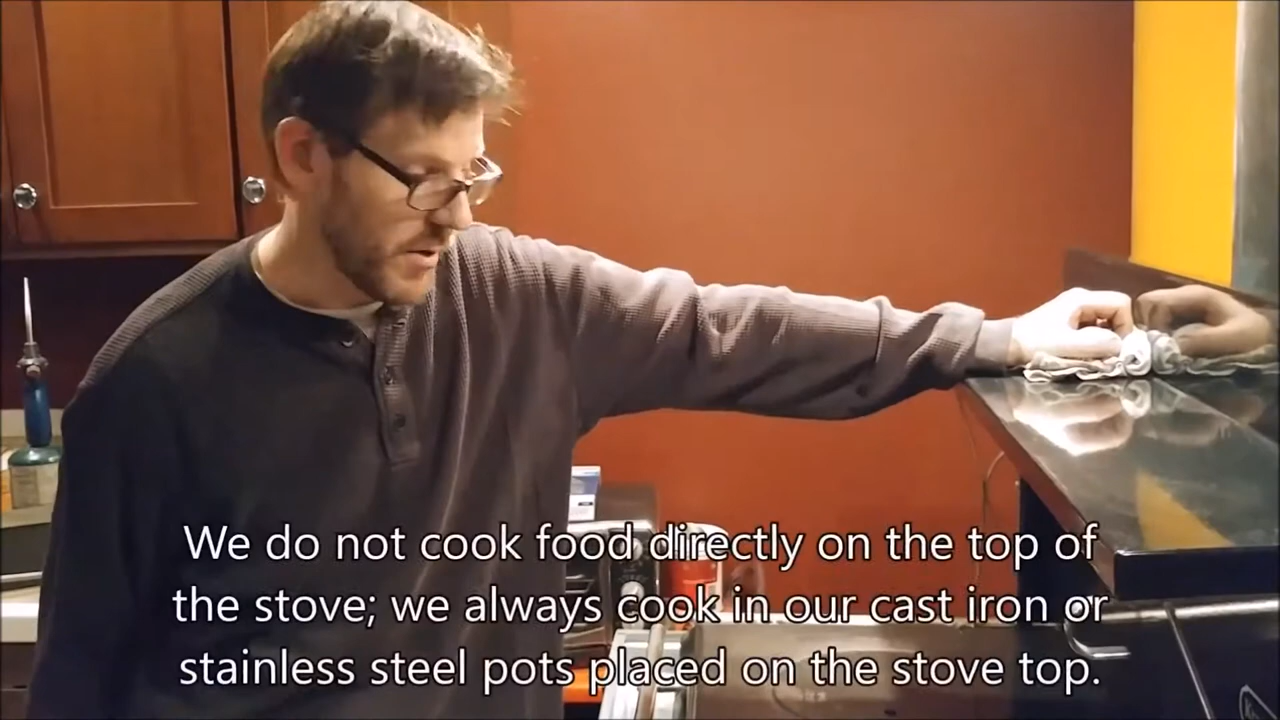 We do not cook food directly on the top of
the stove; we always cook in our cast iron or
stainless steel pots placed on the stove top.